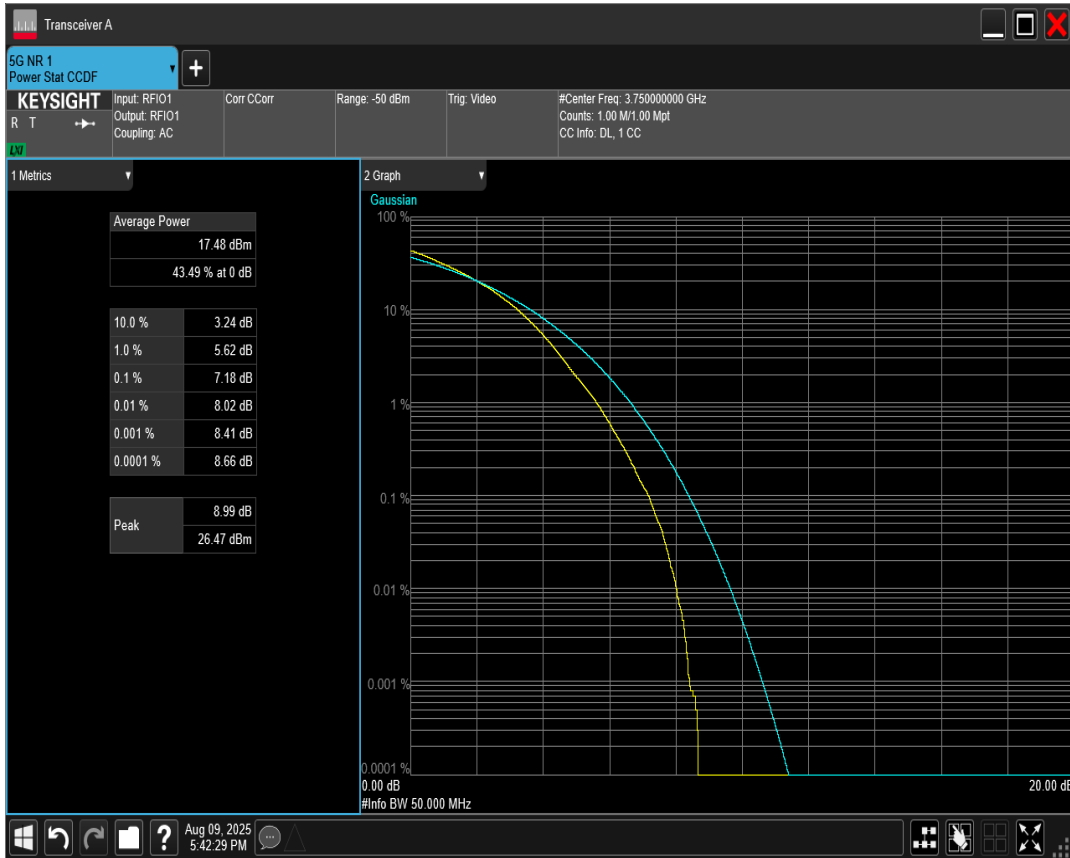 Transceiver A
5G NR 1
Power Stat CCDF
KEYSIGHT
R T
LXI
Input: RFIO1
Output: RFIO1
Coupling: AC
Corr CCorr
Range: -50 dBm
Trig: Video
#Center Freq: 3.750000000 GHz
Counts: 1.00 M/1.00 Mpt
CC Info: DL, 1 CC
1 Metrics
Average Power
17.48 dBm
43.49 % at 0 dB
10.0 % 3.24 dB
1.0 % 5.62 dB
0.1 % 7.18 dB
0.01 % 8.02 dB
0.001 % 8.41 dB
0.0001 % 8.66 dB
Peak 8.99 dB
26.47 dBm
2 Graph
Gaussian
100 %
10 %
1 %
0.1 %
0.01 %
0.001 %
0.0001 %
0.00 dB 20.00 dB
#Info BW 50.000 MHz
Aug 09, 2025
5:42:29 PM